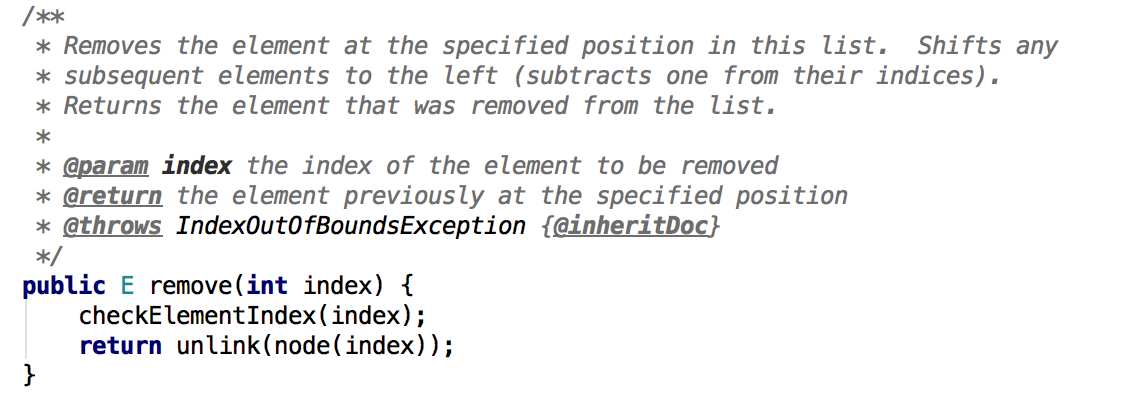 /**
 * Removes the element at the specified position in this list.  Shifts any
 * subsequent elements to the left (subtracts one from their indices).
 * Returns the element that was removed from the list.
 *
 * @param index the index of the element to be removed
 * @return the element previously at the specified position
 * @throws IndexOutOfBoundsException {@inheritDoc}
 */
public E remove(int index) {
    checkElementIndex(index);
    return unlink(node(index));
}